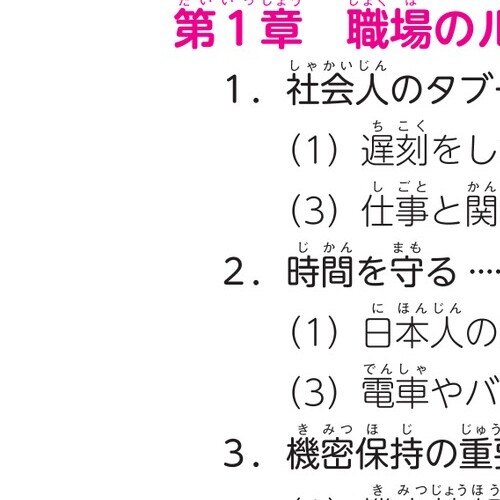 第1章　職場のル
1．社会人のタブ
（1）遅刻をし
（3）仕事と関
2．時間を守る …
（1）日本人の
（3）電車やバ
3．機密保持の重要